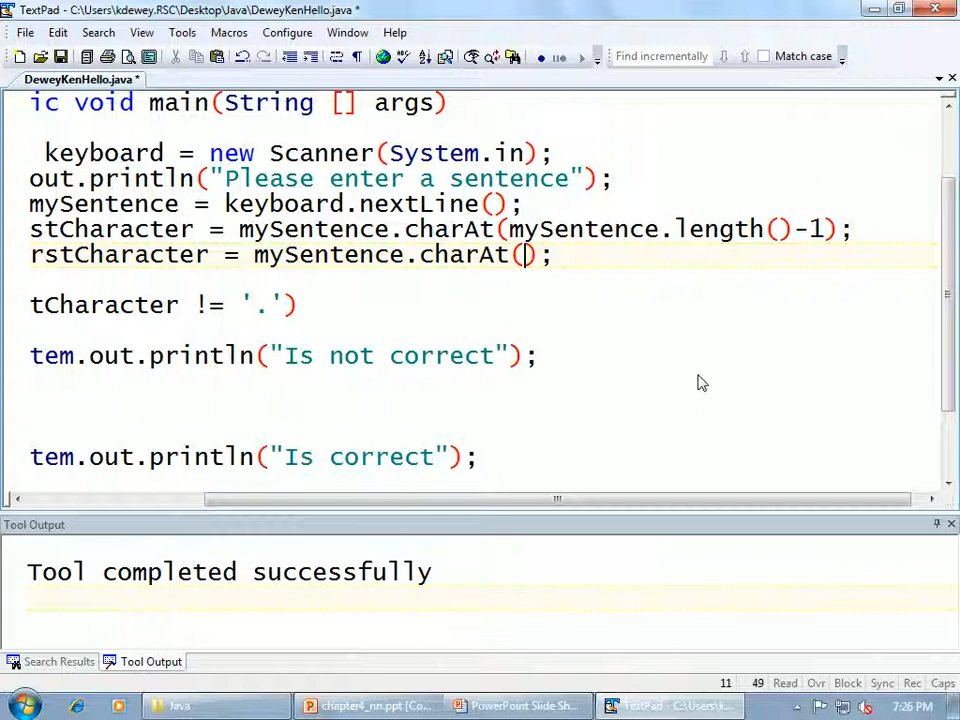 TextPad - C:\Users\kdewey.RSC\Desktop\Java\DeweyKenHello.java *
File Edit Search View Tools Macros Configure Window Help
Find incrementally Match case
DeweyKenHello.java *
ic void main(String [] args)
keyboard = new Scanner(System.in);
out.println("Please enter a sentence");
mySentence = keyboard.nextLine();
stCharacter = mySentence.charAt(mySentence.length()-1);
rstCharacter = mySentence.charAt();
tCharacter != '.')
tem.out.println("Is not correct");
tem.out.println("Is correct");
Tool Output
Tool completed successfully
Search Results Tool Output
11 49 Read Ovr Block Sync Rec Caps
Java chapter4_nn.ppt [Co... PowerPoint Slide Sh... TextPad - C:\Users\k... 7:26 PM